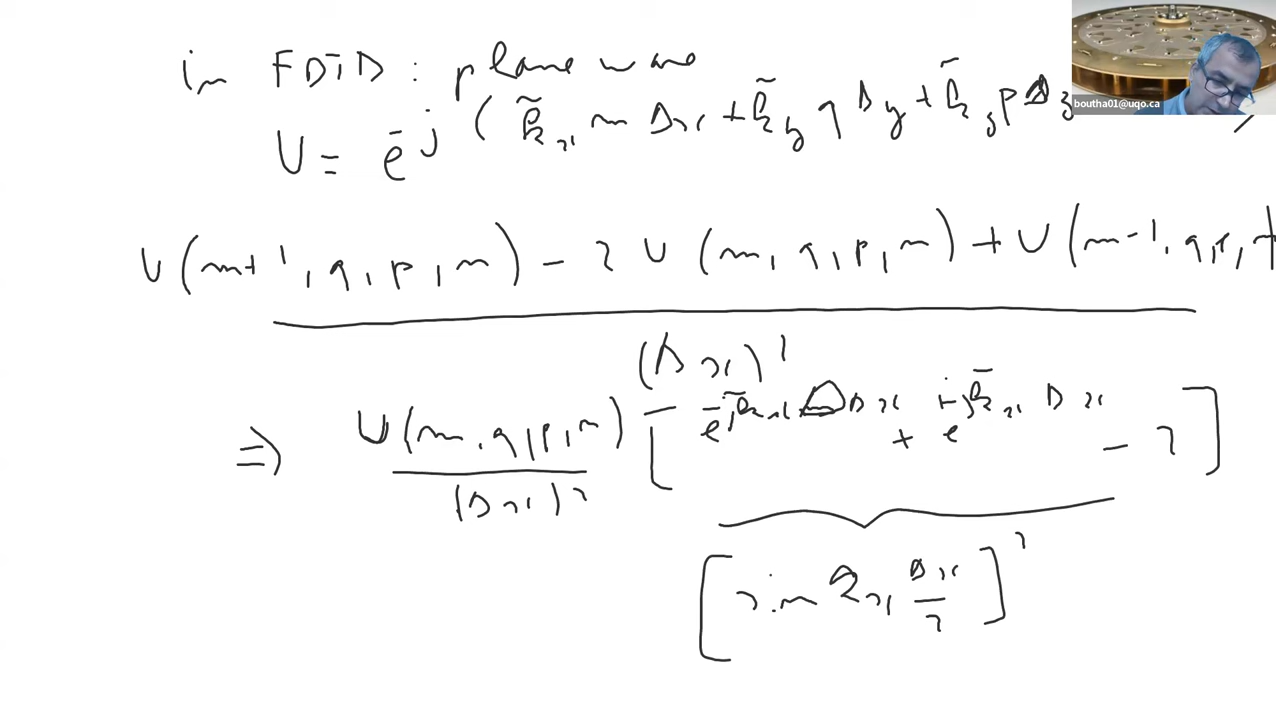 in FDTD : plane wave
U = e^-j ( k̃x m Δx + k̃y q Δy + k̃z p Δz
boutha01@uqo.ca
U (m+1, q, p, n) - 2 U (m, q, p, n) + U (m-1, q, p,
(Δx)²
⇒ U (m, q, p, n) [ e^-jk̃x Δx + e^+jk̃x Δx - 2 ]
(Δx)²
[ sin k̃x Δx/2 ]²